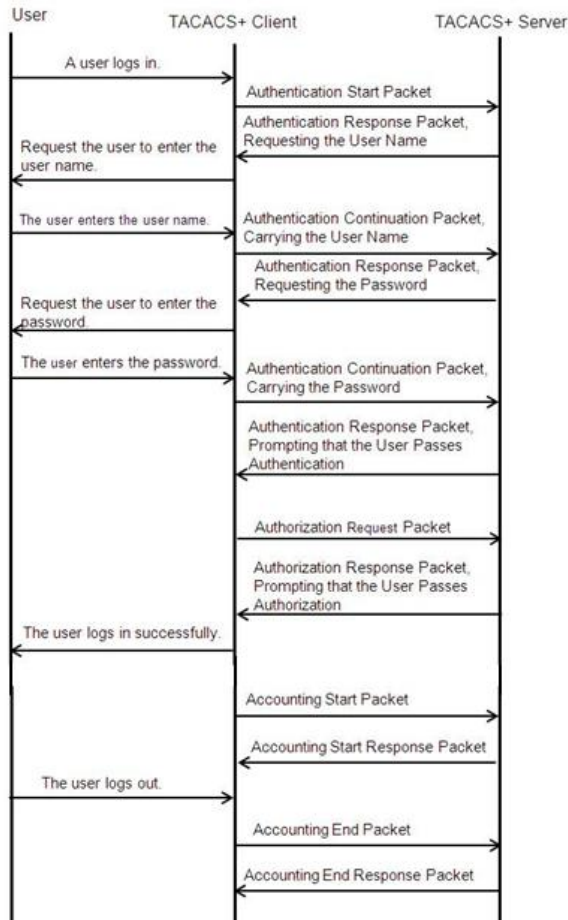 User
TACACS+ Client
TACACS+ Server
A user logs in.
Authentication Start Packet
Authentication Response Packet,
Requesting the User Name
Request the user to enter the
user name.
The user enters the user name.
Authentication Continuation Packet,
Carrying the User Name
Authentication Response Packet,
Requesting the Password
Request the user to enter the
password.
The user enters the password.
Authentication Continuation Packet,
Carrying the Password
Authentication Response Packet,
Prompting that the User Passes
Authentication
Authorization Request Packet
Authorization Response Packet,
Prompting that the User Passes
Authorization
The user logs in successfully.
Accounting Start Packet
Accounting Start Response Packet
The user logs out.
Accounting End Packet
Accounting End Response Packet